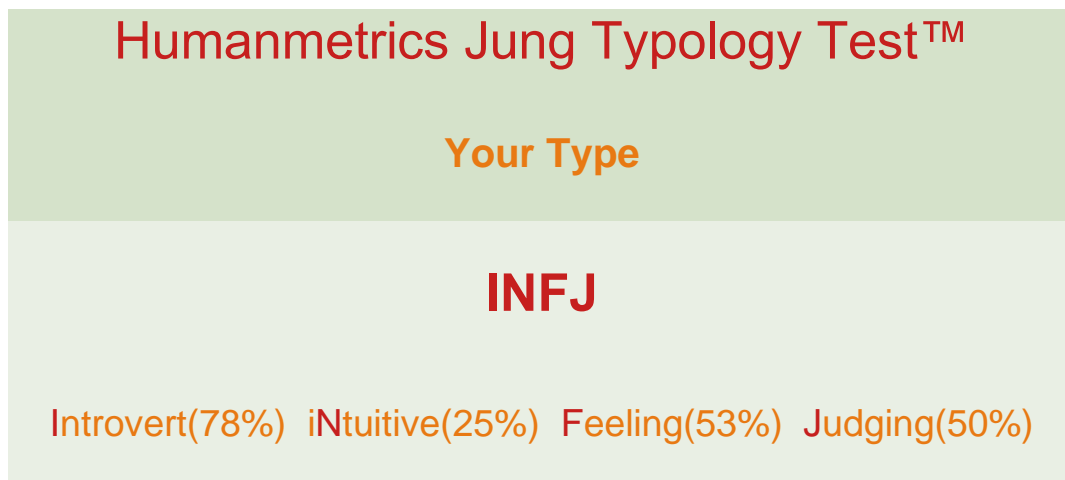 Humanmetrics Jung Typology Test™
Your Type
INFJ
Introvert(78%) iNtuitive(25%) Feeling(53%) Judging(50%)